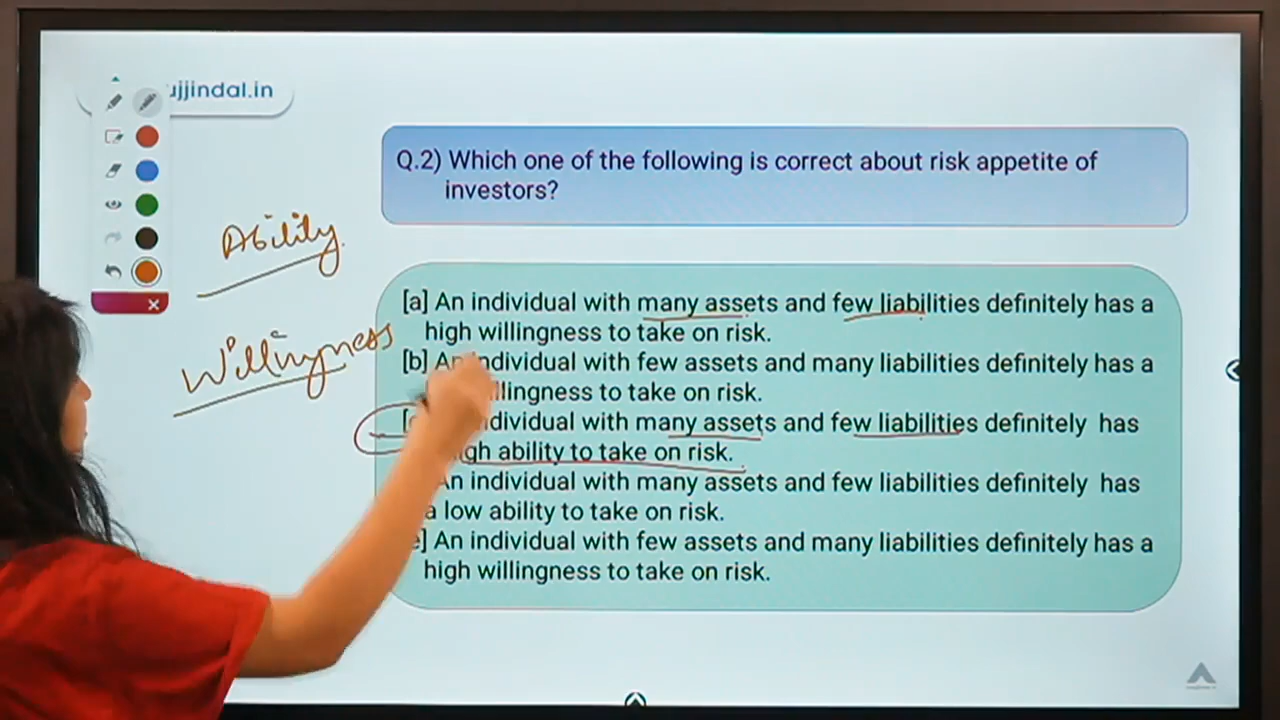 ujjindal.in
Q.2) Which one of the following is correct about risk appetite of
investors?
Ability
Willingness
[a] An individual with many assets and few liabilities definitely has a
high willingness to take on risk.
[b] An individual with few assets and many liabilities definitely has a
llingness to take on risk.
dividual with many assets and few liabilities definitely has
gh ability to take on risk.
An individual with many assets and few liabilities definitely has
a low ability to take on risk.
e] An individual with few assets and many liabilities definitely has a
high willingness to take on risk.